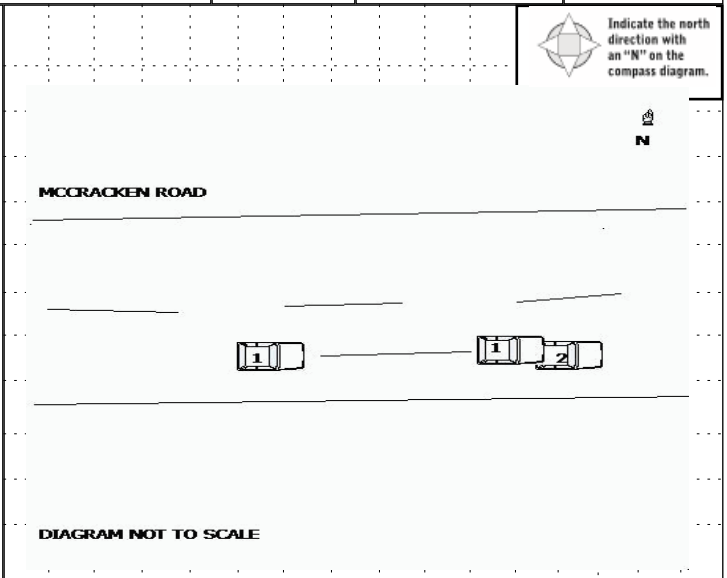 Indicate the north
direction with
an "N" on the
compass diagram.
N
MCCRACKEN ROAD
1
1
2
DIAGRAM NOT TO SCALE